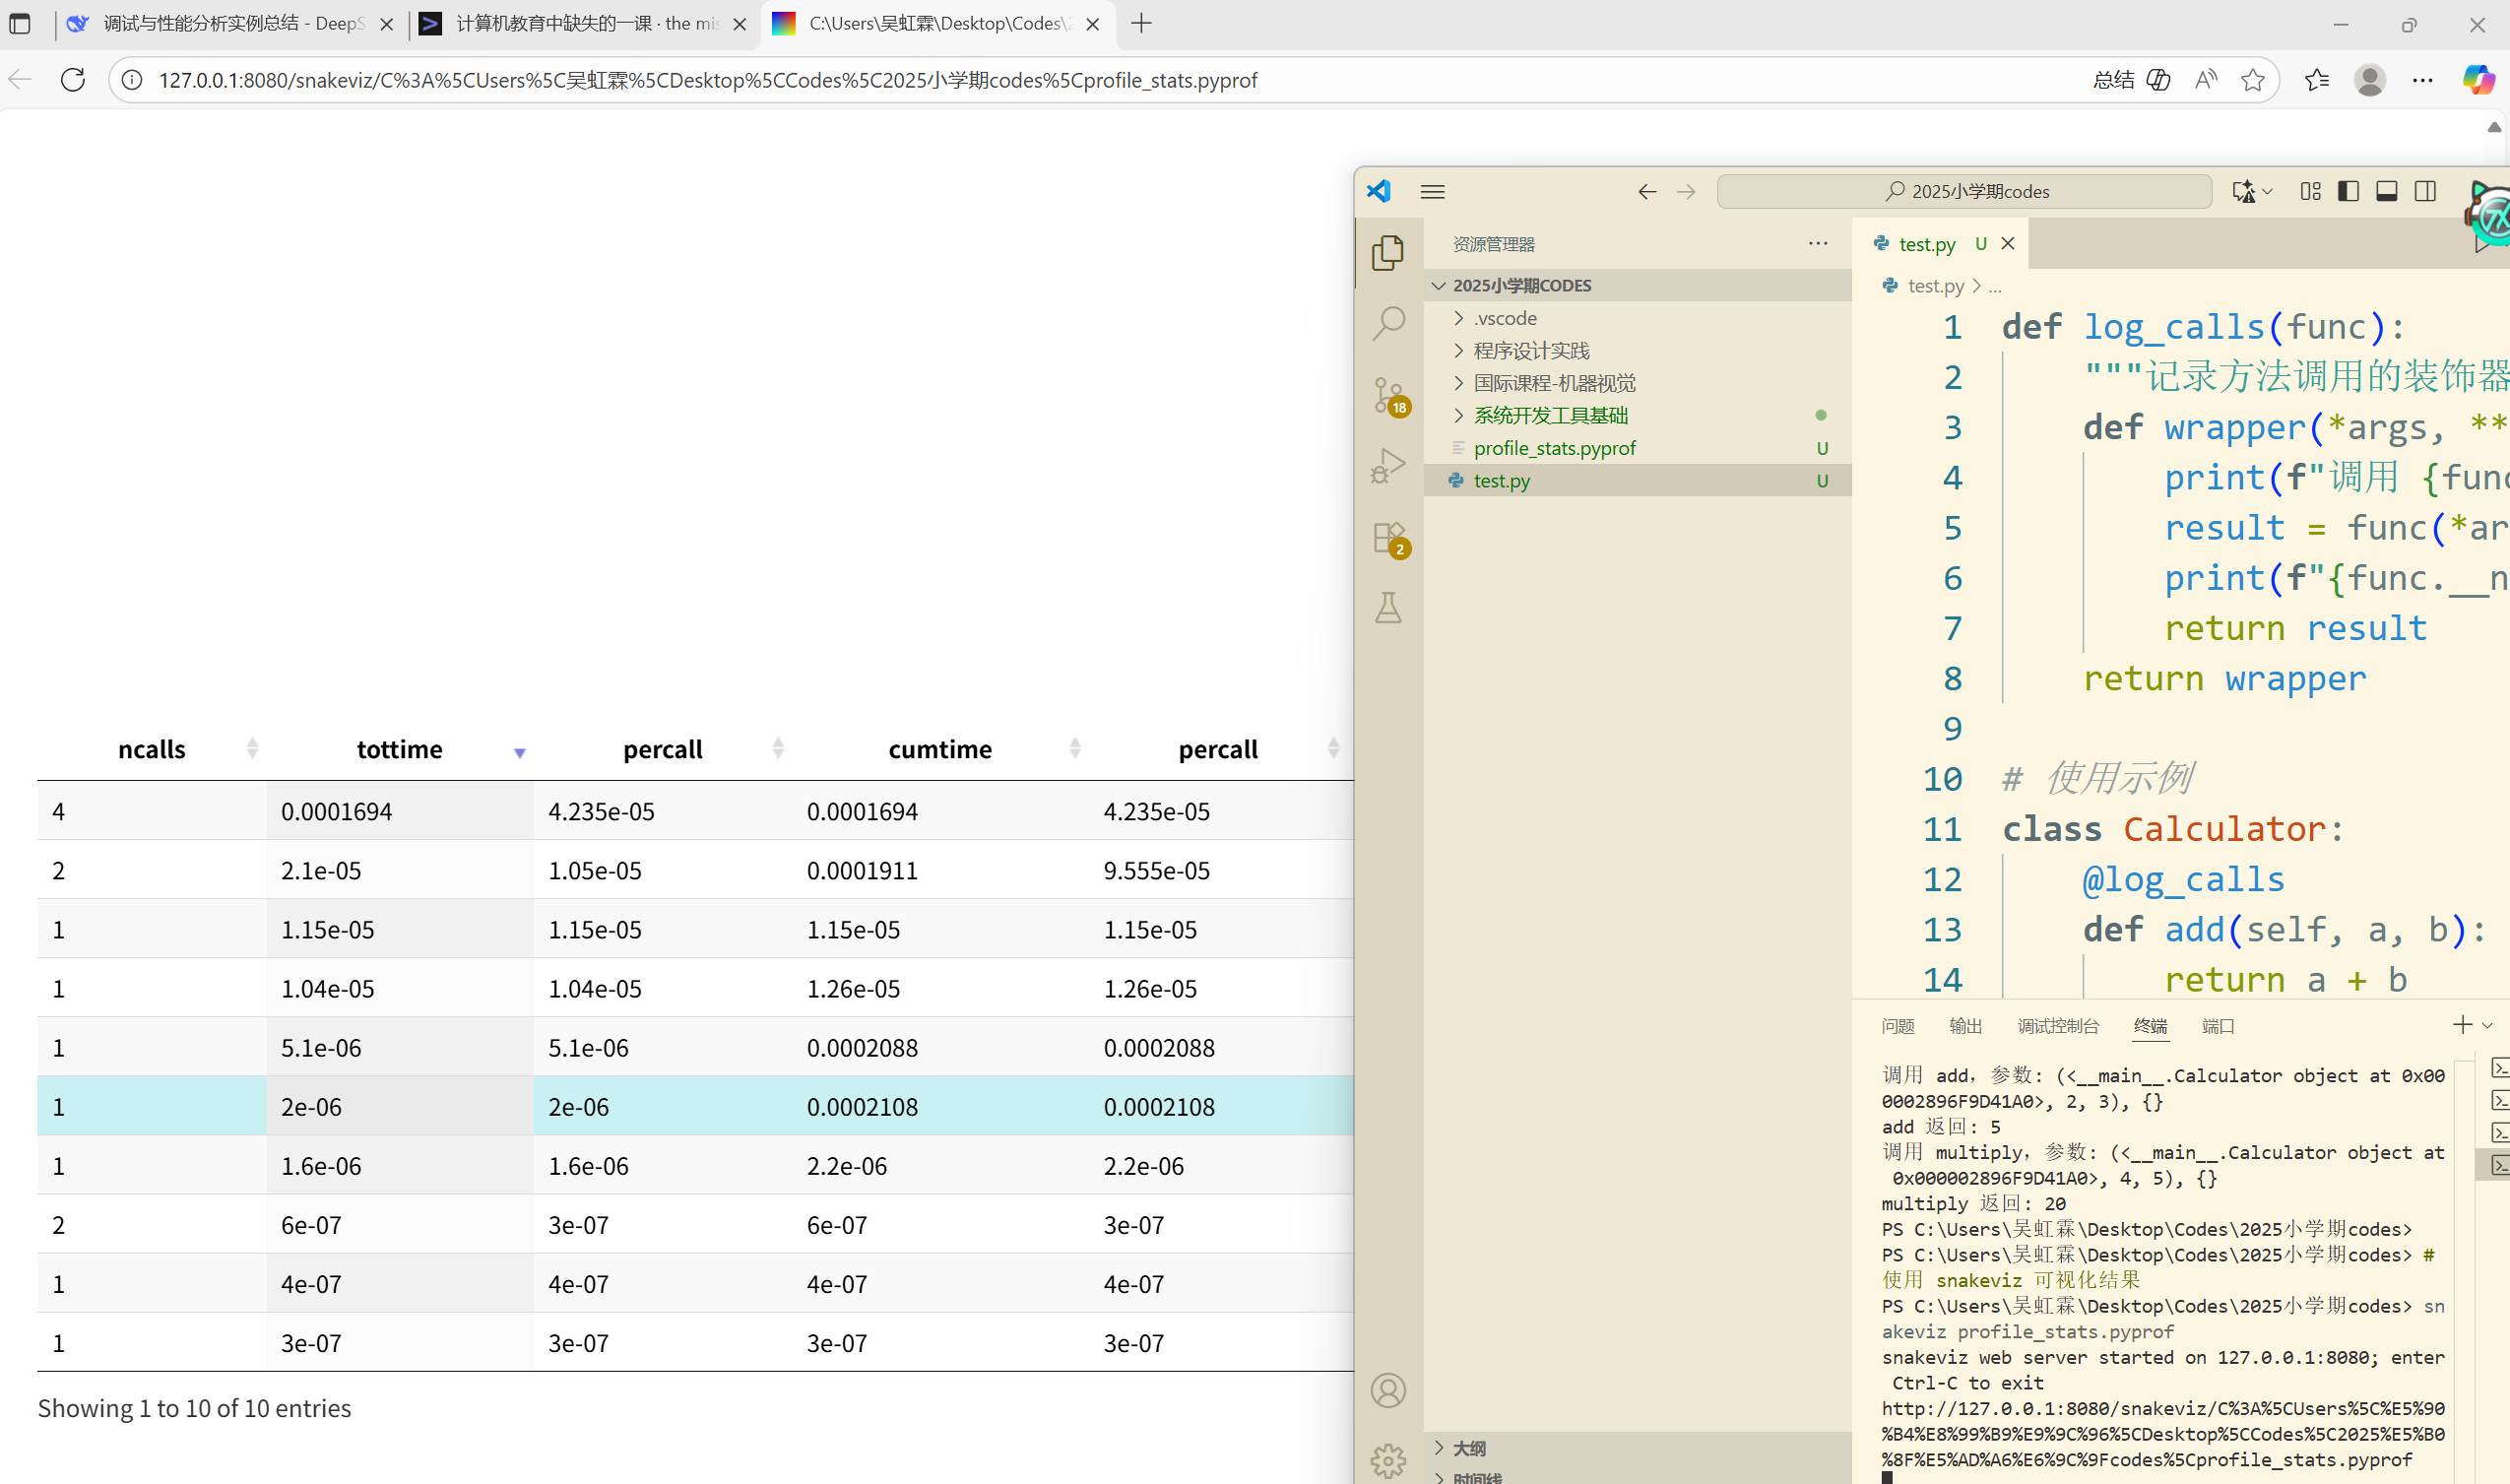 调试与性能分析实例总结 - DeepS
计算机教育中缺失的一课 · the mis
C:\Users\吴虹霖\Desktop\Codes\2
127.0.0.1:8080/snakeviz/C%3A%5CUsers%5C吴虹霖%5CDesktop%5CCodes%5C2025小学期codes%5Cprofile_stats.pyprof
总结
ncalls tottime percall cumtime percall
4 0.0001694 4.235e-05 0.0001694 4.235e-05
2 2.1e-05 1.05e-05 0.0001911 9.555e-05
1 1.15e-05 1.15e-05 1.15e-05 1.15e-05
1 1.04e-05 1.04e-05 1.26e-05 1.26e-05
1 5.1e-06 5.1e-06 0.0002088 0.0002088
1 2e-06 2e-06 0.0002108 0.0002108
1 1.6e-06 1.6e-06 2.2e-06 2.2e-06
2 6e-07 3e-07 6e-07 3e-07
1 4e-07 4e-07 4e-07 4e-07
1 3e-07 3e-07 3e-07 3e-07
Showing 1 to 10 of 10 entries
2025小学期codes
资源管理器 ···
2025小学期CODES
.vscode
程序设计实践
国际课程-机器视觉
系统开发工具基础
profile_stats.pyprof U
test.py U
18
2
大纲
时间线
test.py U
test.py > ...
1 def log_calls(func):
2 """记录方法调用的装饰器
3 def wrapper(*args, **
4 print(f"调用 {func
5 result = func(*ar
6 print(f"{func.__n
7 return result
8 return wrapper
9
10 # 使用示例
11 class Calculator:
12 @log_calls
13 def add(self, a, b):
14 return a + b
问题 输出 调试控制台 终端 端口
调用 add，参数: (<__main__.Calculator object at 0x00
0002896F9D41A0>, 2, 3), {}
add 返回: 5
调用 multiply，参数: (<__main__.Calculator object at
0x000002896F9D41A0>, 4, 5), {}
multiply 返回: 20
PS C:\Users\吴虹霖\Desktop\Codes\2025小学期codes>
PS C:\Users\吴虹霖\Desktop\Codes\2025小学期codes> #
使用 snakeviz 可视化结果
PS C:\Users\吴虹霖\Desktop\Codes\2025小学期codes> sn
akeviz profile_stats.pyprof
snakeviz web server started on 127.0.0.1:8080; enter
Ctrl-C to exit
http://127.0.0.1:8080/snakeviz/C%3A%5CUsers%5C%E5%90
%B4%E8%99%B9%E9%9C%96%5CDesktop%5CCodes%5C2025%E5%B0
%8F%E5%AD%A6%E6%9C%9Fcodes%5Cprofile_stats.pyprof